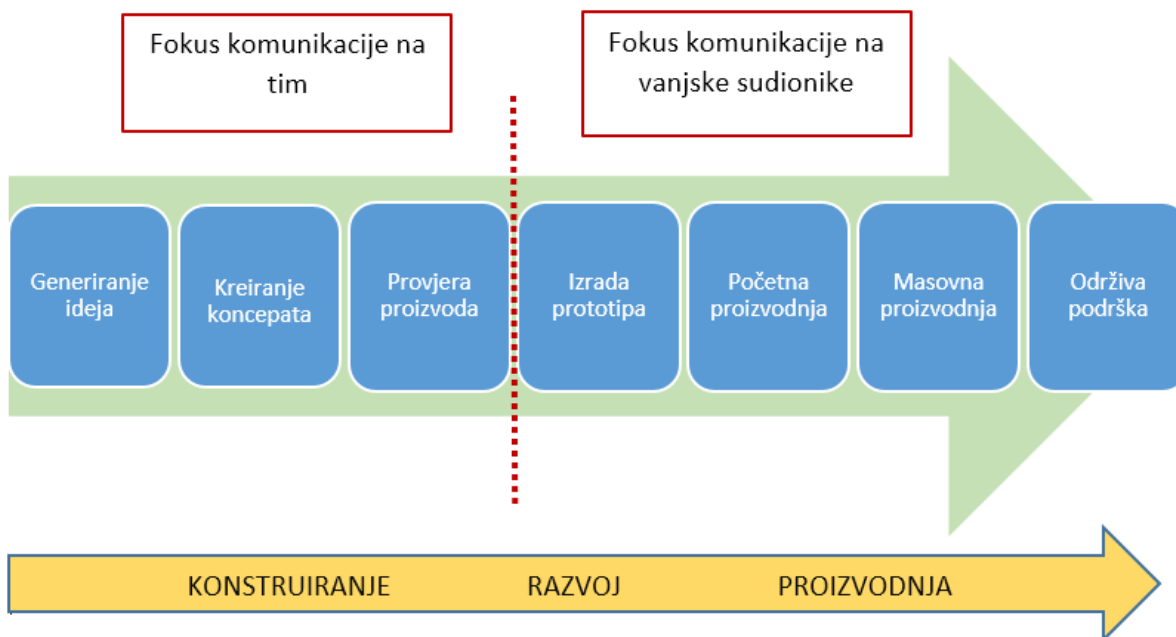 Fokus komunikacije na
tim
Fokus komunikacije na
vanjske sudionike
Generiranje
ideja
Kreiranje
koncepata
Provjera
proizvoda
Izrada
prototipa
Početna
proizvodnja
Masovna
proizvodnja
Održiva
podrška
KONSTRUIRANJE RAZVOJ PROIZVODNJA